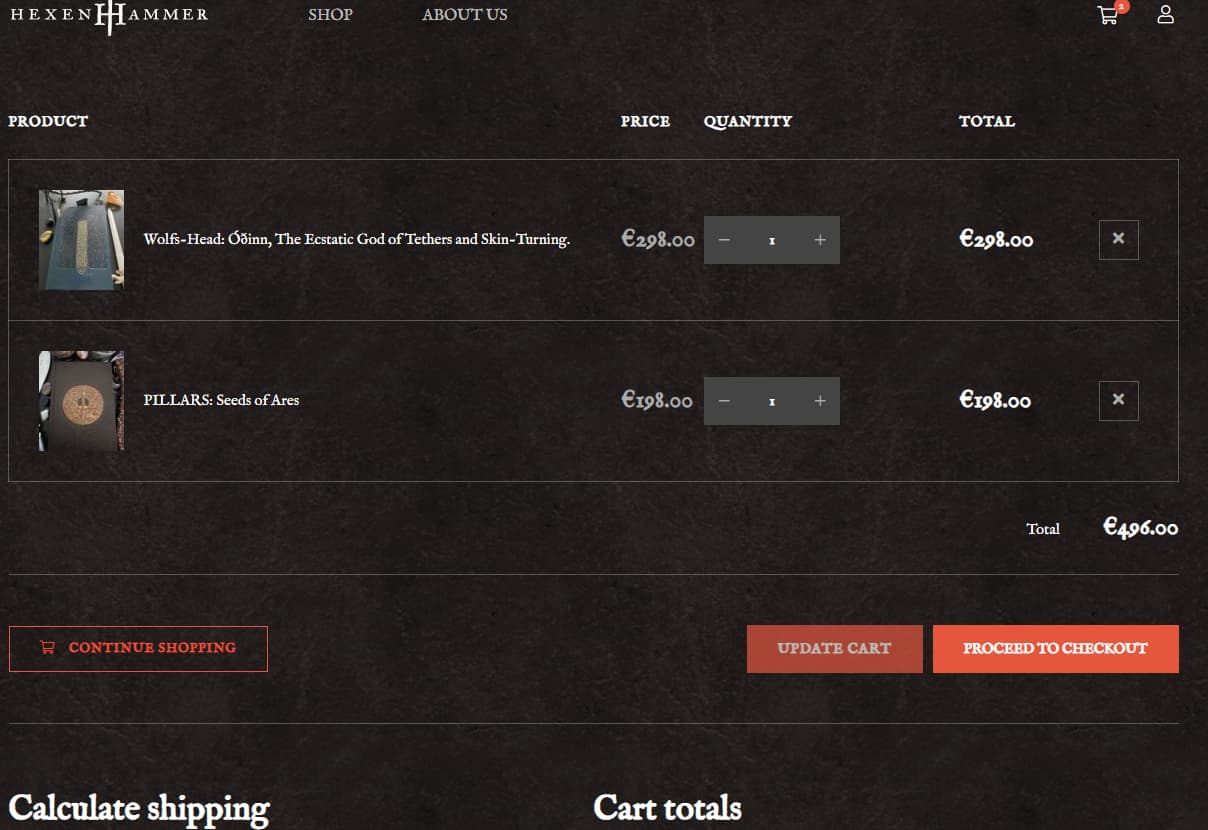 HEXENHAMMER SHOP ABOUT US 2
PRODUCT PRICE QUANTITY TOTAL
Wolfs-Head: Óðinn, The Ecstatic God of Tethers and Skin-Turning. €298.00 − 1 + €298.00 ×
PILLARS: Seeds of Ares €198.00 − 1 + €198.00 ×
Total €496.00
CONTINUE SHOPPING UPDATE CART PROCEED TO CHECKOUT
Calculate shipping Cart totals